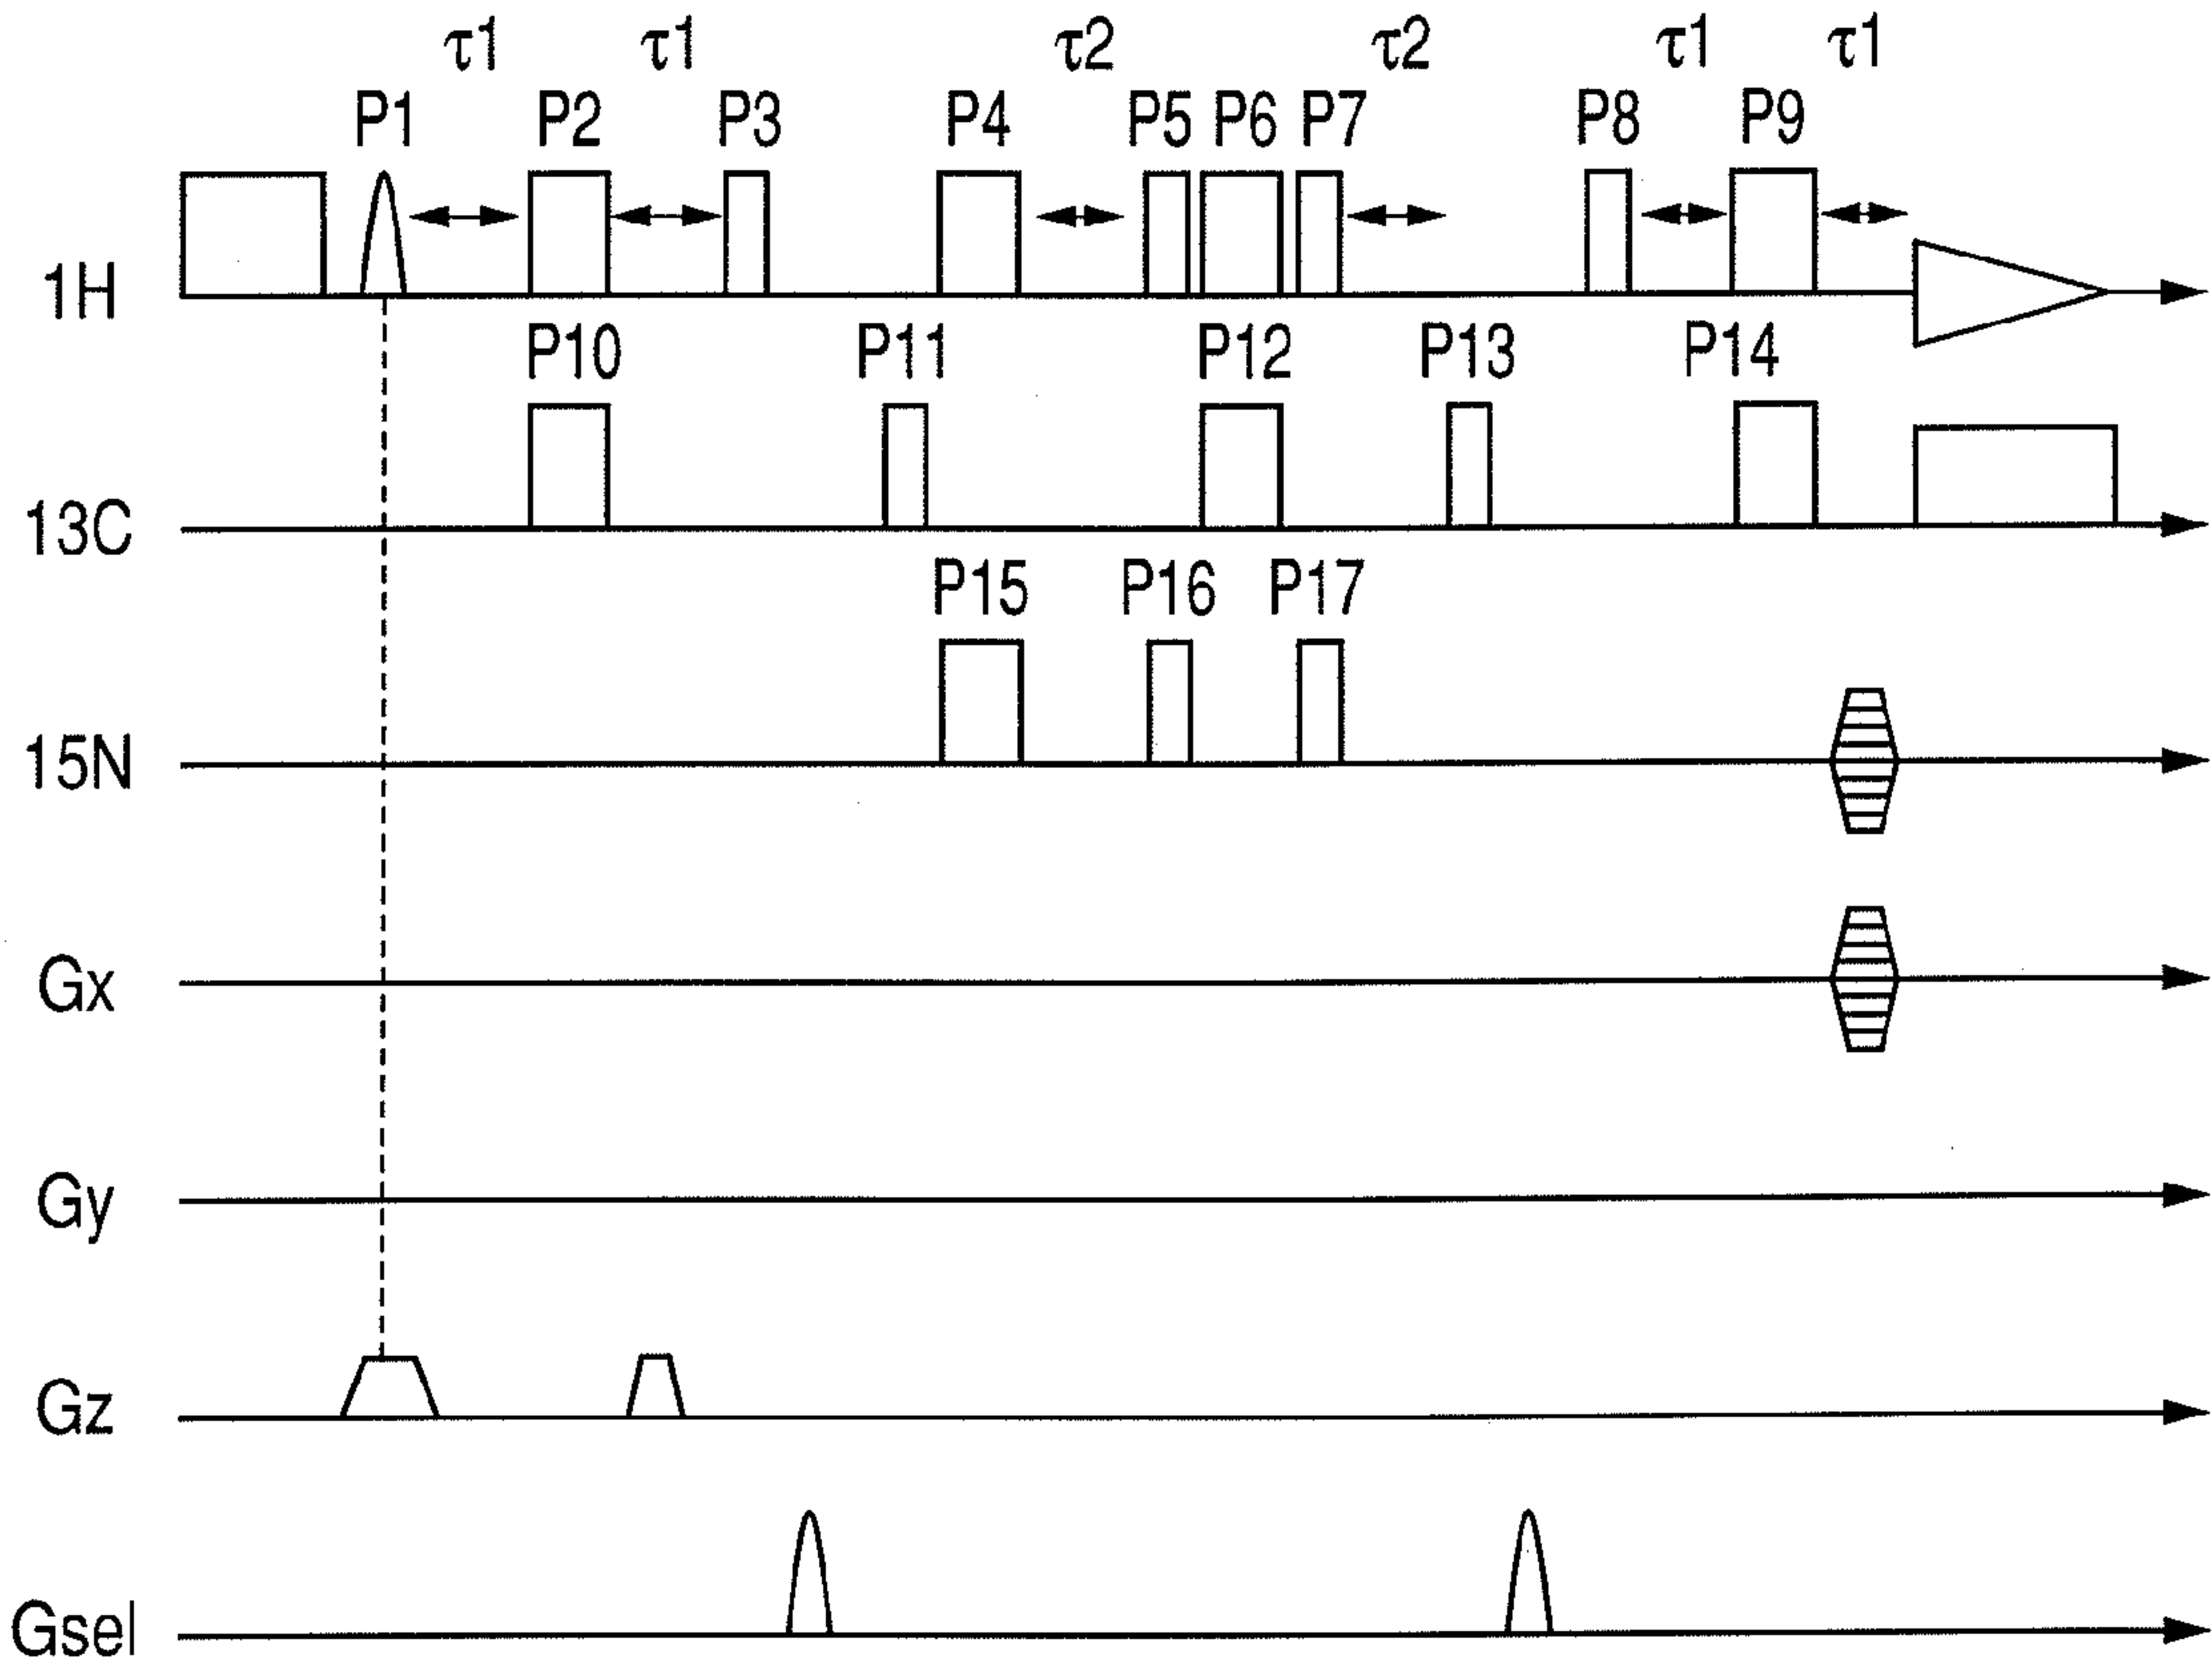 τ1 τ1 τ2 τ2 τ1 τ1
P1 P2 P3 P4 P5 P6 P7 P8 P9
1H
P10 P11 P12 P13 P14
13C
P15 P16 P17
15N
Gx
Gy
Gz
Gsel